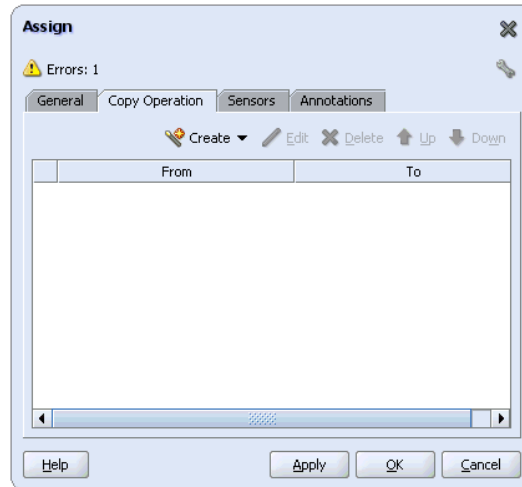 Assign
Errors: 1
General Copy Operation Sensors Annotations
Create Edit Delete Up Down
From To
Help Apply OK Cancel